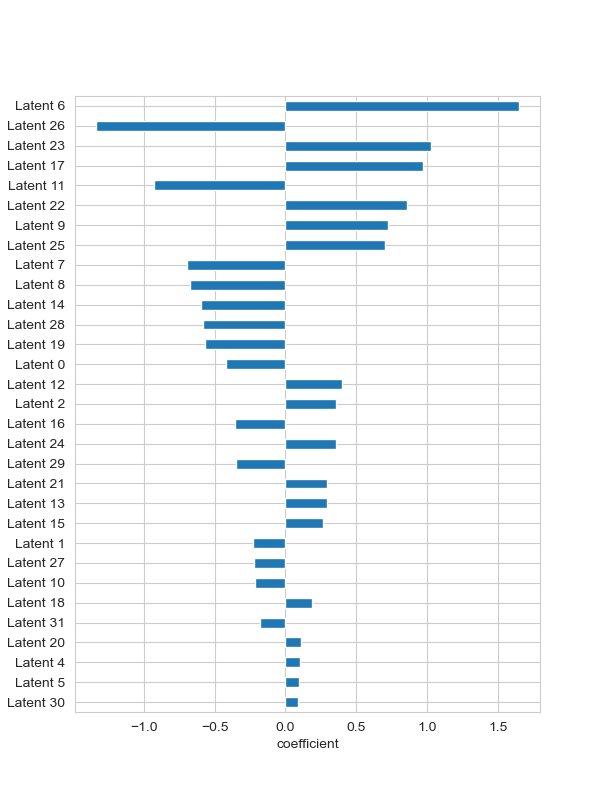 Latent 6
Latent 26
Latent 23
Latent 17
Latent 11
Latent 22
Latent 9
Latent 25
Latent 7
Latent 8
Latent 14
Latent 28
Latent 19
Latent 0
Latent 12
Latent 2
Latent 16
Latent 24
Latent 29
Latent 21
Latent 13
Latent 15
Latent 1
Latent 27
Latent 10
Latent 18
Latent 31
Latent 20
Latent 4
Latent 5
Latent 30
−1.0 −0.5 0.0 0.5 1.0 1.5
coefficient